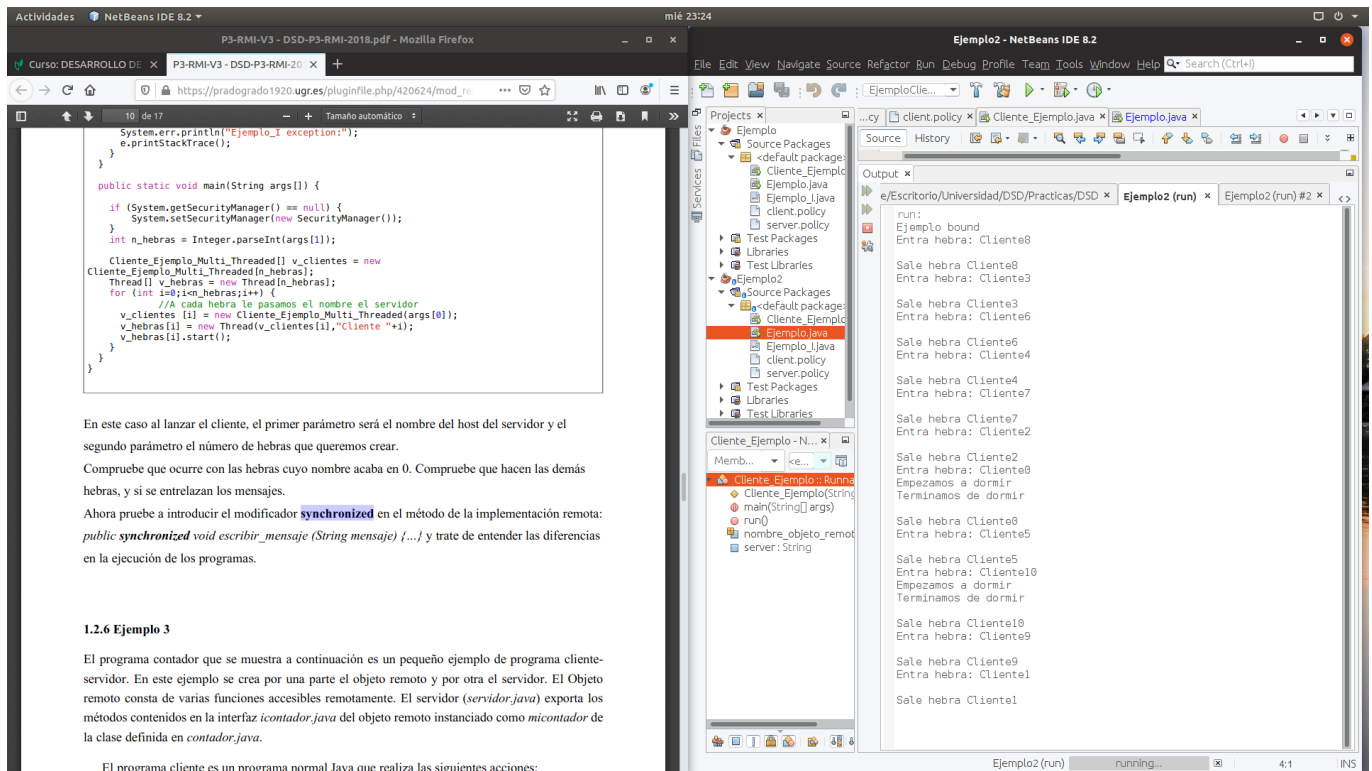 Actividades NetBeans IDE 8.2 mié 23:24
P3-RMI-V3 - DSD-P3-RMI-2018.pdf - Mozilla Firefox
Curso: DESARROLLO DE P3-RMI-V3 - DSD-P3-RMI-20
https://pradogrado1920.ugr.es/pluginfile.php/420624/mod_re
10 de 17 Tamaño automático
System.err.println("Ejemplo_I exception:");
e.printStackTrace();
}
}
public static void main(String args[]) {
if (System.getSecurityManager() == null) {
System.setSecurityManager(new SecurityManager());
}
int n_hebras = Integer.parseInt(args[1]);
Cliente_Ejemplo_Multi_Threaded[] v_clientes = new
Cliente_Ejemplo_Multi_Threaded[n_hebras];
Thread[] v_hebras = new Thread[n_hebras];
for (int i=0;i<n_hebras;i++) {
//A cada hebra le pasamos el nombre el servidor
v_clientes [i] = new Cliente_Ejemplo_Multi_Threaded(args[0]);
v_hebras[i] = new Thread(v_clientes[i],"Cliente "+i);
v_hebras[i].start();
}
}
}
En este caso al lanzar el cliente, el primer parámetro será el nombre del host del servidor y el
segundo parámetro el número de hebras que queremos crear.
Compruebe que ocurre con las hebras cuyo nombre acaba en 0. Compruebe que hacen las demás
hebras, y si se entrelazan los mensajes.
Ahora pruebe a introducir el modificador synchronized en el método de la implementación remota:
public synchronized void escribir_mensaje (String mensaje) {...} y trate de entender las diferencias
en la ejecución de los programas.
1.2.6 Ejemplo 3
El programa contador que se muestra a continuación es un pequeño ejemplo de programa cliente-
servidor. En este ejemplo se crea por una parte el objeto remoto y por otra el servidor. El Objeto
remoto consta de varias funciones accesibles remotamente. El servidor (servidor.java) exporta los
métodos contenidos en la interfaz icontador.java del objeto remoto instanciado como micontador de
la clase definida en contador.java.
El programa cliente es un programa normal Java que realiza las siguientes acciones:
Ejemplo2 - NetBeans IDE 8.2
File Edit View Navigate Source Refactor Run Debug Profile Team Tools Window Help Search (Ctrl+I)
EjemploClie...
Files
Services
Projects
Ejemplo
Source Packages
<default package>
Cliente_Ejemplo
Ejemplo.java
Ejemplo_I.java
client.policy
server.policy
Test Packages
Libraries
Test Libraries
Ejemplo2
Source Packages
<default package>
Cliente_Ejemplo
Ejemplo.java
Ejemplo_I.java
client.policy
server.policy
Test Packages
Libraries
Test Libraries
Cliente_Ejemplo - N...
Memb... <e...
Cliente_Ejemplo :: Runna
Cliente_Ejemplo(String
main(String[] args)
run()
nombre_objeto_remot
server : String
...cy client.policy Cliente_Ejemplo.java Ejemplo.java
Source History
Output
e/Escritorio/Universidad/DSD/Practicas/DSD Ejemplo2 (run) Ejemplo2 (run) #2
run:
Ejemplo bound
Entra hebra: Cliente8
Sale hebra Cliente8
Entra hebra: Cliente3
Sale hebra Cliente3
Entra hebra: Cliente6
Sale hebra Cliente6
Entra hebra: Cliente4
Sale hebra Cliente4
Entra hebra: Cliente7
Sale hebra Cliente7
Entra hebra: Cliente2
Sale hebra Cliente2
Entra hebra: Cliente0
Empezamos a dormir
Terminamos de dormir
Sale hebra Cliente0
Entra hebra: Cliente5
Sale hebra Cliente5
Entra hebra: Cliente10
Empezamos a dormir
Terminamos de dormir
Sale hebra Cliente10
Entra hebra: Cliente9
Sale hebra Cliente9
Entra hebra: Cliente1
Sale hebra Cliente1
Ejemplo2 (run) running... 4:1 INS